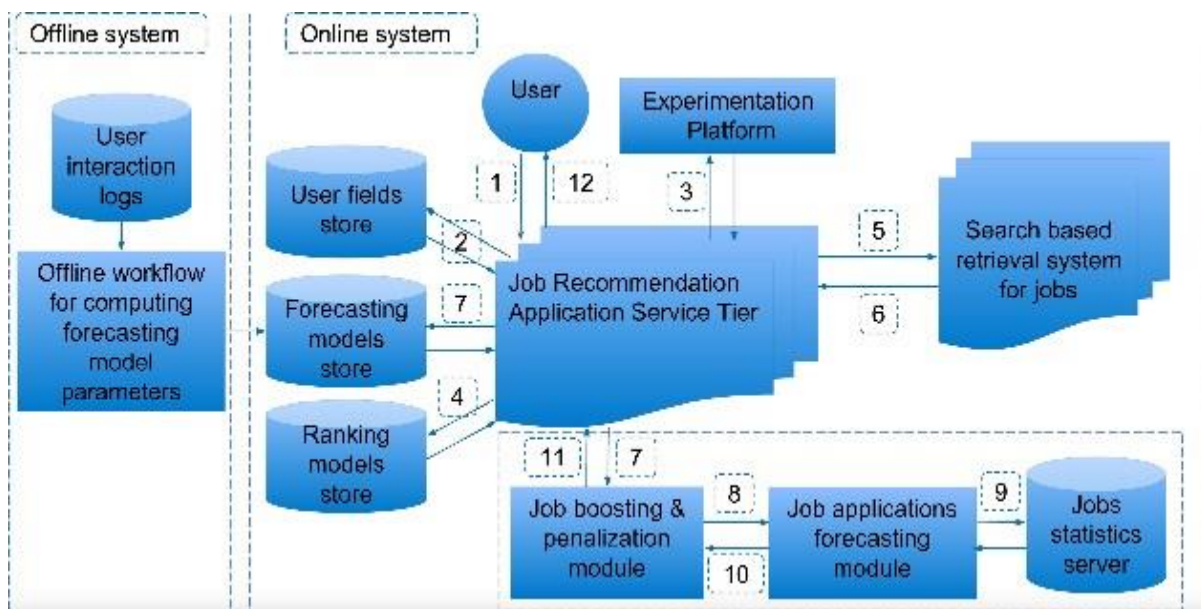 Offline system
Online system
User
interaction
logs
Offline workflow
for computing
forecasting
model
parameters
User
Experimentation
Platform
1
12
3
User fields
store
2
Forecasting
models
store
7
4
Ranking
models
store
Job Recommendation
Application Service Tier
5
6
Search based
retrieval system
for jobs
11
7
Job boosting &
penalization
module
8
10
Job applications
forecasting
module
9
Jobs
statistics
server